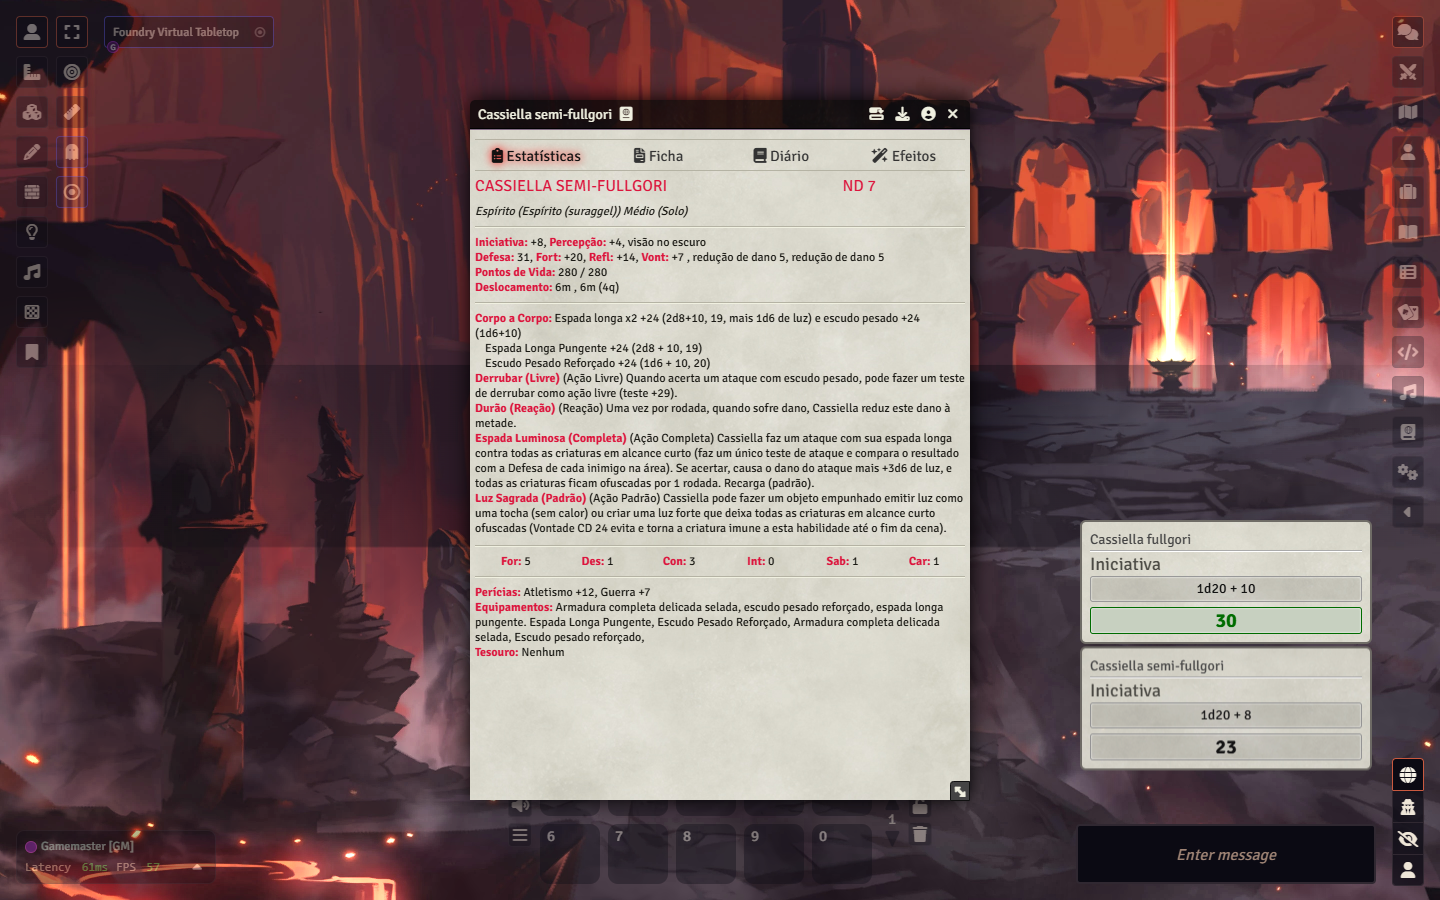 Foundry Virtual Tabletop
G
Cassiella semi-fullgori
Estatísticas
Ficha
Diário
Efeitos
CASSIELLA SEMI-FULLGORI
ND 7
Espírito (Espírito (suraggel)) Médio (Solo)
Iniciativa: +8, Percepção: +4, visão no escuro
Defesa: 31, Fort: +20, Refl: +14, Vont: +7 , redução de dano 5, redução de dano 5
Pontos de Vida: 280 / 280
Deslocamento: 6m , 6m (4q)
Corpo a Corpo: Espada longa x2 +24 (2d8+10, 19, mais 1d6 de luz) e escudo pesado +24
(1d6+10)
Espada Longa Pungente +24 (2d8 + 10, 19)
Escudo Pesado Reforçado +24 (1d6 + 10, 20)
Derrubar (Livre) (Ação Livre) Quando acerta um ataque com escudo pesado, pode fazer um teste
de derrubar como ação livre (teste +29).
Durão (Reação) (Reação) Uma vez por rodada, quando sofre dano, Cassiella reduz este dano à
metade.
Espada Luminosa (Completa) (Ação Completa) Cassiella faz um ataque com sua espada longa
contra todas as criaturas em alcance curto (faz um único teste de ataque e compara o resultado
com a Defesa de cada inimigo na área). Se acertar, causa o dano do ataque mais +3d6 de luz, e
todas as criaturas ficam ofuscadas por 1 rodada. Recarga (padrão).
Luz Sagrada (Padrão) (Ação Padrão) Cassiella pode fazer um objeto empunhado emitir luz como
uma tocha (sem calor) ou criar uma luz forte que deixa todas as criaturas em alcance curto
ofuscadas (Vontade CD 24 evita e torna a criatura imune a esta habilidade até o fim da cena).
For: 5
Des: 1
Con: 3
Int: 0
Sab: 1
Car: 1
Perícias: Atletismo +12, Guerra +7
Equipamentos: Armadura completa delicada selada, escudo pesado reforçado, espada longa
pungente. Espada Longa Pungente, Escudo Pesado Reforçado, Armadura completa delicada
selada, Escudo pesado reforçado,
Tesouro: Nenhum
Cassiella fullgori
Iniciativa
1d20 + 10
30
Cassiella semi-fullgori
Iniciativa
1d20 + 8
23
Enter message
6
7
8
9
0
1
Gamemaster [GM]
Latency 61ms FPS 57